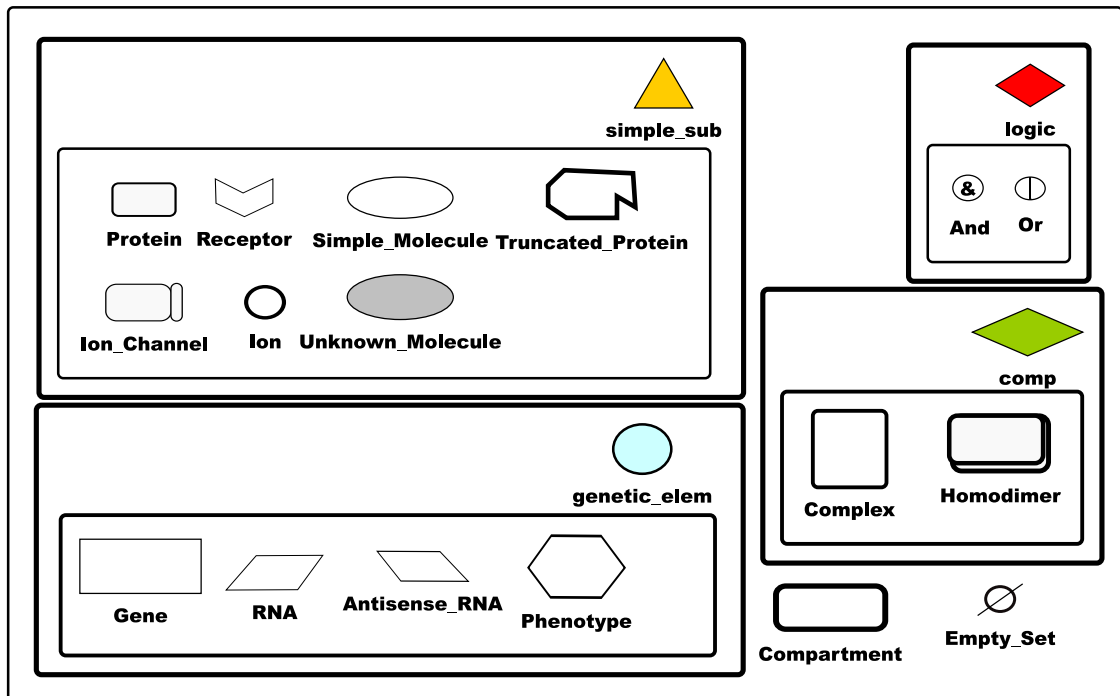 simple_sub
Protein
Receptor
Simple_Molecule
Truncated_Protein
Ion_Channel
Ion
Unknown_Molecule
logic
&
And
Or
comp
Complex
Homodimer
genetic_elem
Gene
RNA
Antisense_RNA
Phenotype
Compartment
Empty_Set